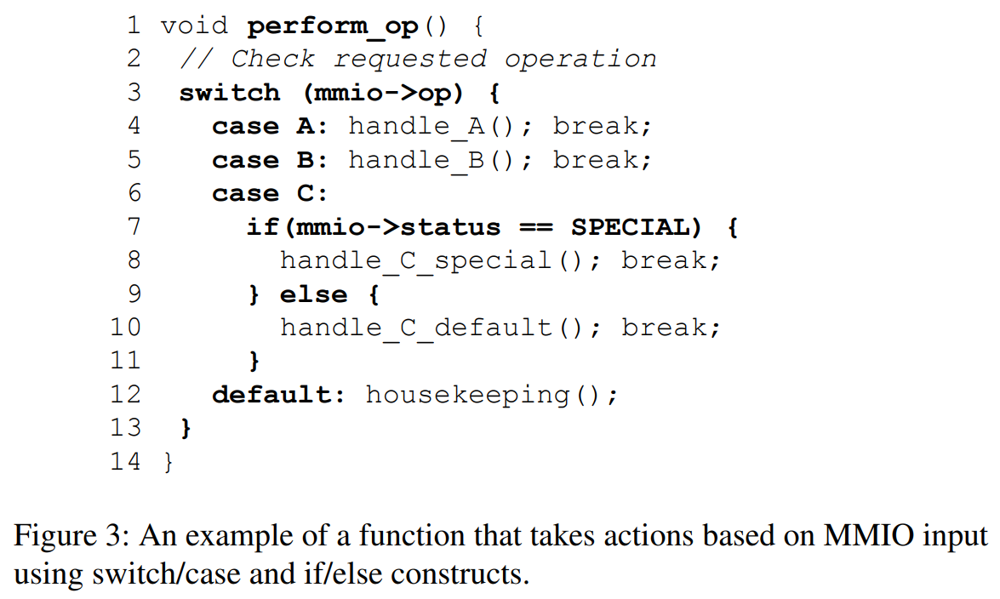 1 void perform_op() {
2 // Check requested operation
3 switch (mmio->op) {
4 case A: handle_A(); break;
5 case B: handle_B(); break;
6 case C:
7 if(mmio->status == SPECIAL) {
8 handle_C_special(); break;
9 } else {
10 handle_C_default(); break;
11 }
12 default: housekeeping();
13 }
14 }
Figure 3: An example of a function that takes actions based on MMIO input
using switch/case and if/else constructs.